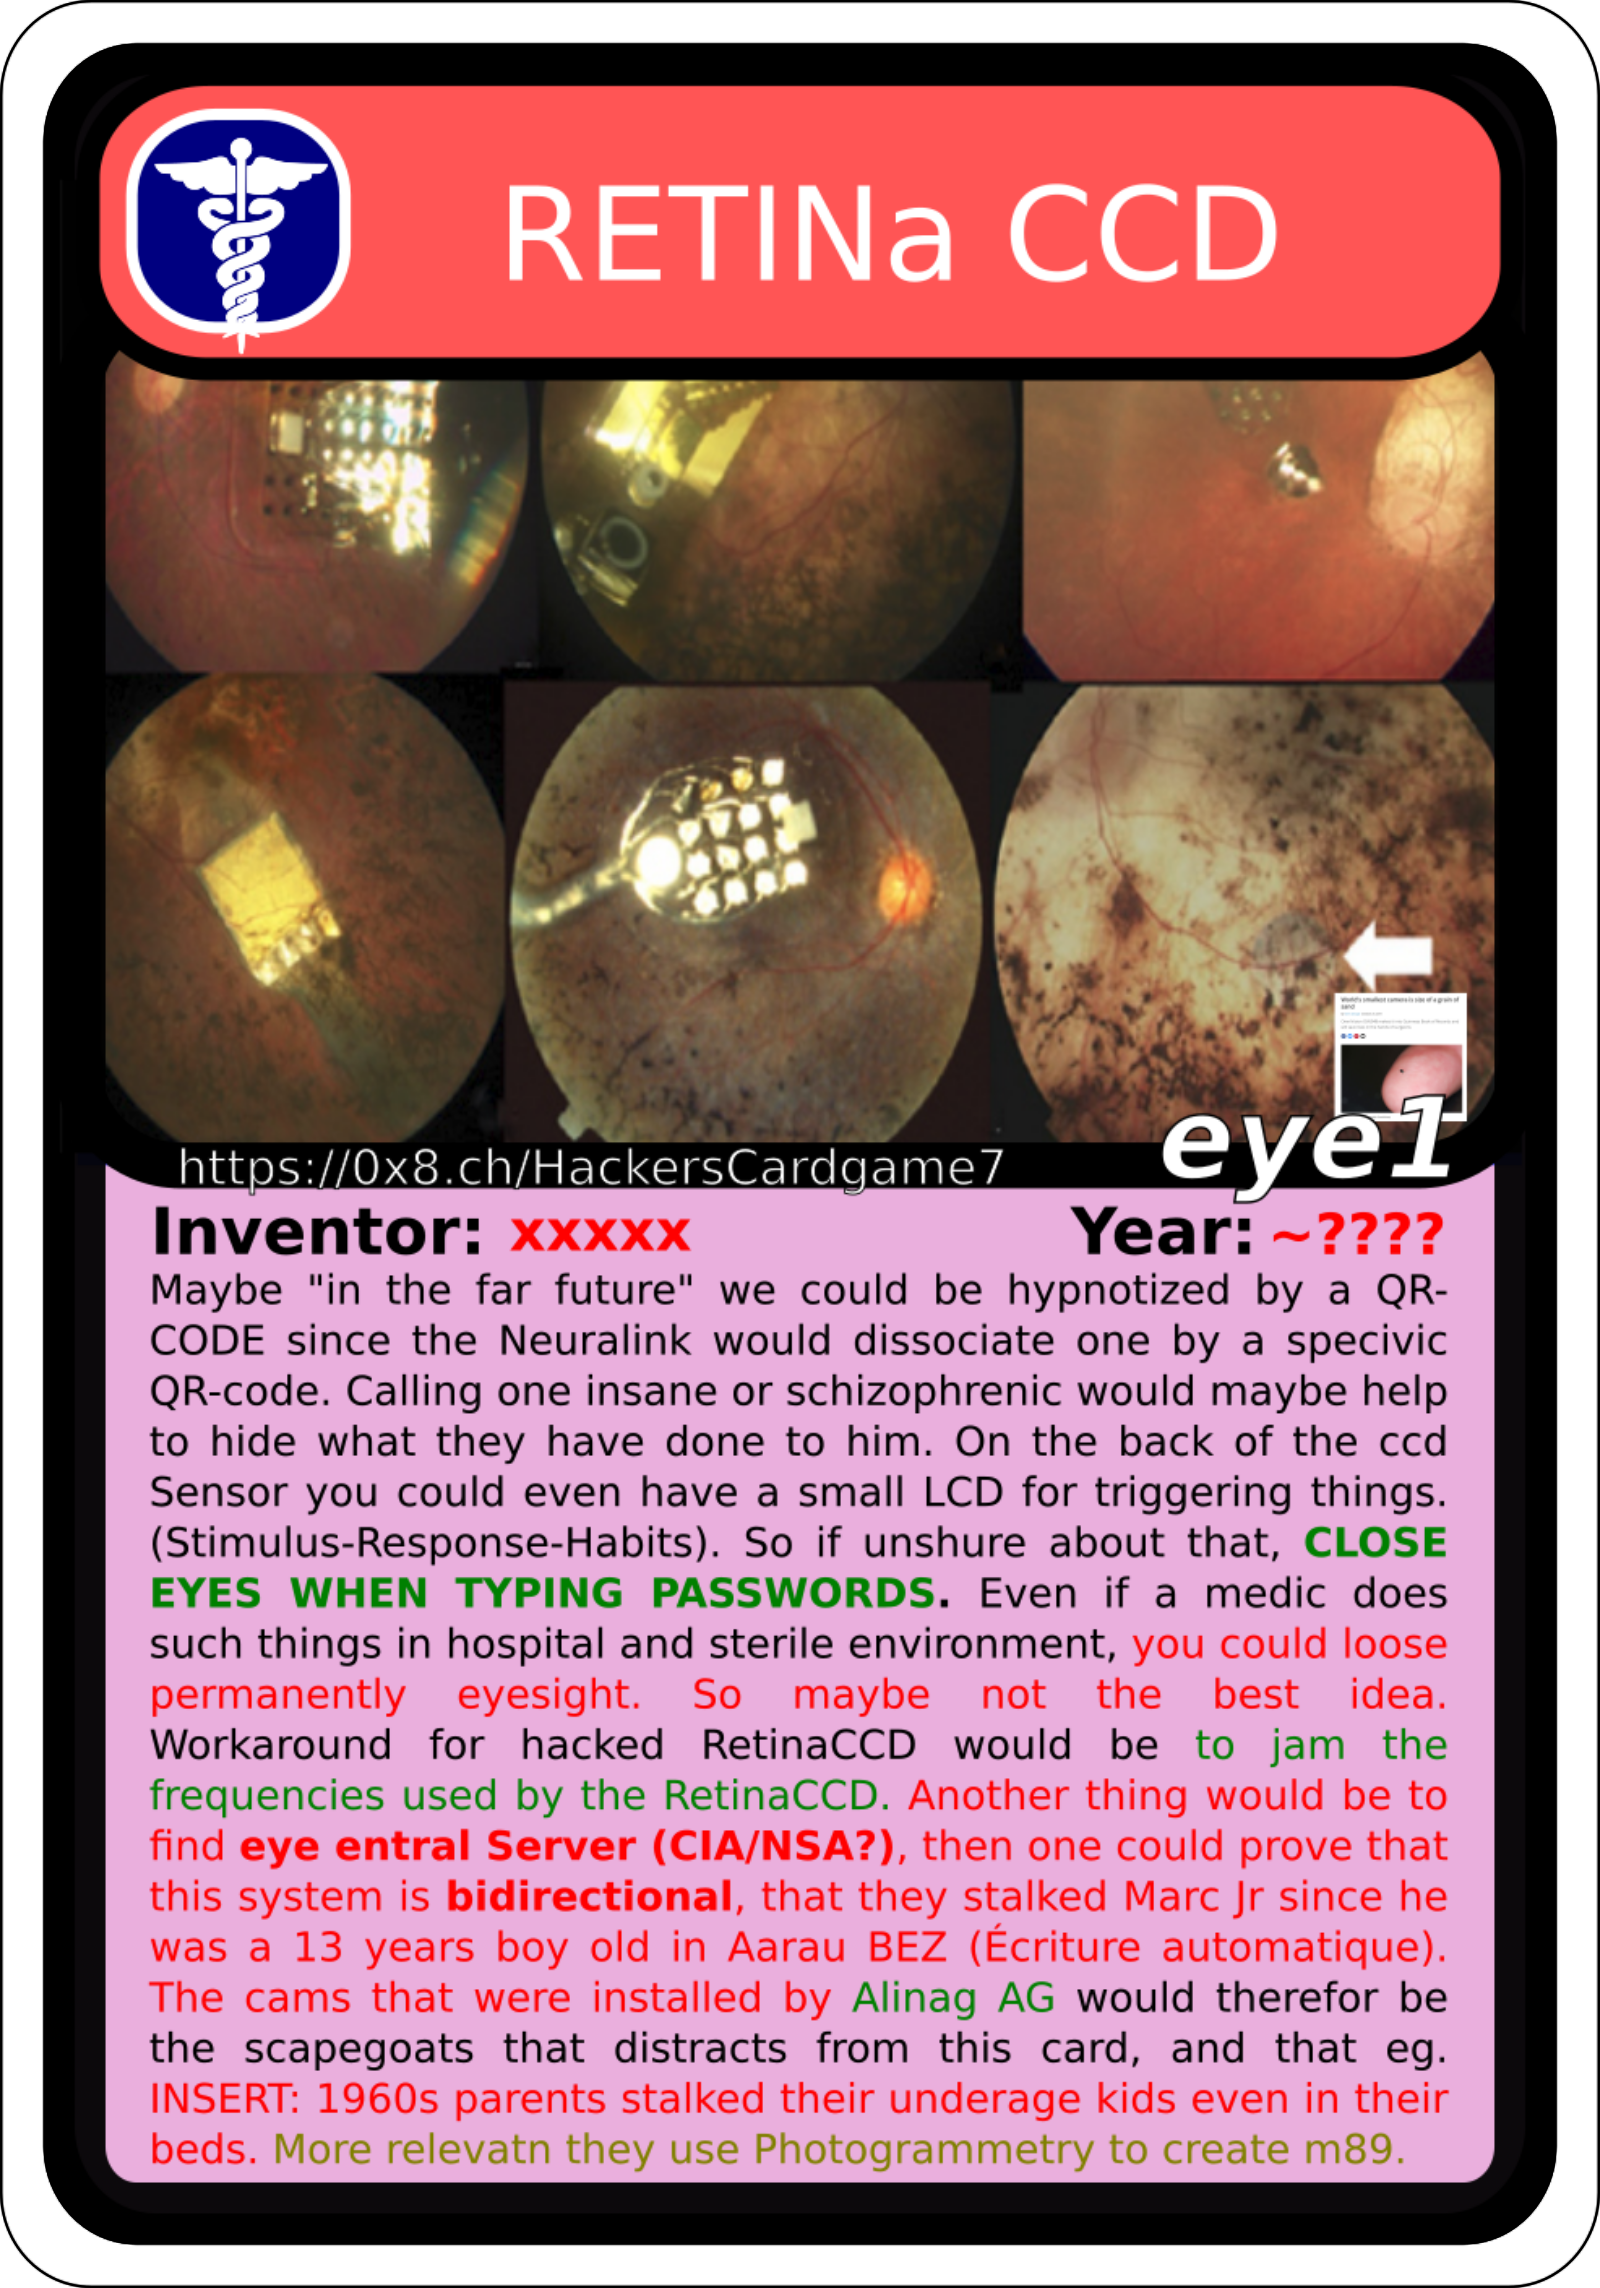 RETINa CCD
World's smallest camera is size of a grain of
sand
eye1
https://0x8.ch/HackersCardgame7
Inventor: xxxxx Year: ~????
Maybe "in the far future" we could be hypnotized by a QR-
CODE since the Neuralink would dissociate one by a specivic
QR-code. Calling one insane or schizophrenic would maybe help
to hide what they have done to him. On the back of the ccd
Sensor you could even have a small LCD for triggering things.
(Stimulus-Response-Habits). So if unshure about that, CLOSE
EYES WHEN TYPING PASSWORDS. Even if a medic does
such things in hospital and sterile environment, you could loose
permanently eyesight. So maybe not the best idea.
Workaround for hacked RetinaCCD would be to jam the
frequencies used by the RetinaCCD. Another thing would be to
find eye entral Server (CIA/NSA?), then one could prove that
this system is bidirectional, that they stalked Marc Jr since he
was a 13 years boy old in Aarau BEZ (Écriture automatique).
The cams that were installed by Alinag AG would therefor be
the scapegoats that distracts from this card, and that eg.
INSERT: 1960s parents stalked their underage kids even in their
beds. More relevatn they use Photogrammetry to create m89.